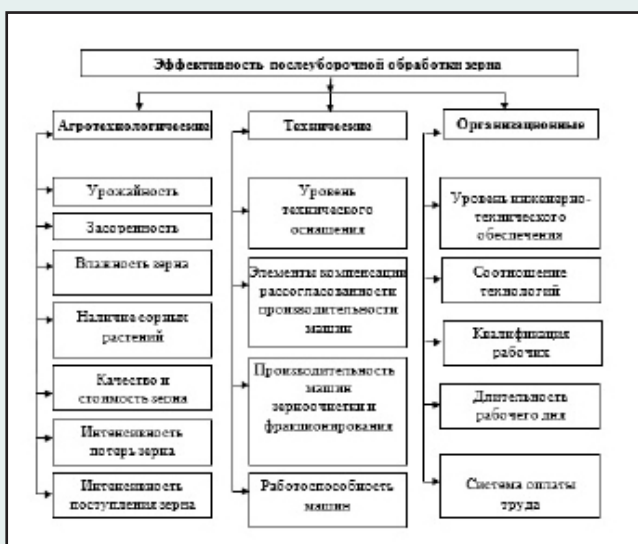 Эффективность послеуборочной обработки зерна
Агротехнологические
Урожайность
Засоренность
Влажность зерна
Наличие сорных
растений
Качество и
стоимость зерна
Интенсивность
потерь зерна
Интенсивность
поступления зерна
Технические
Уровень
технического
оснащения
Элементы компенсации
рассогласованности
производительности
машин
Производительность
машин
зерноочистки и
фракционирования
Работоспособность
машин
Организационные
Уровень инженерно-
технического
обеспечения
Соотношение
технологий
Квалификация
рабочих
Длительность
рабочего дня
Система оплаты
труда